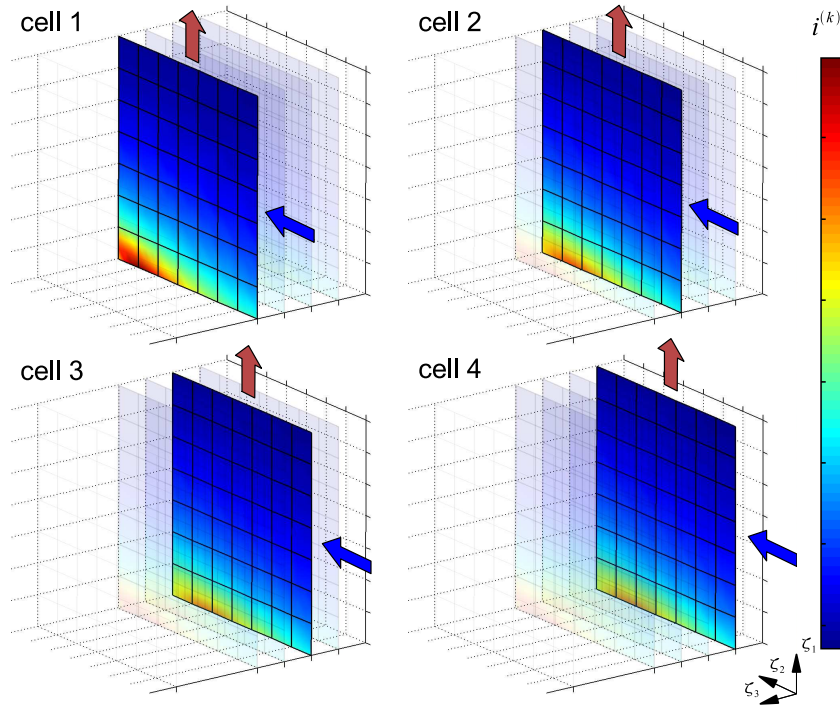 cell 1
cell 2
i^{(k)}
cell 3
cell 4
ζ₁
ζ₂
ζ₃